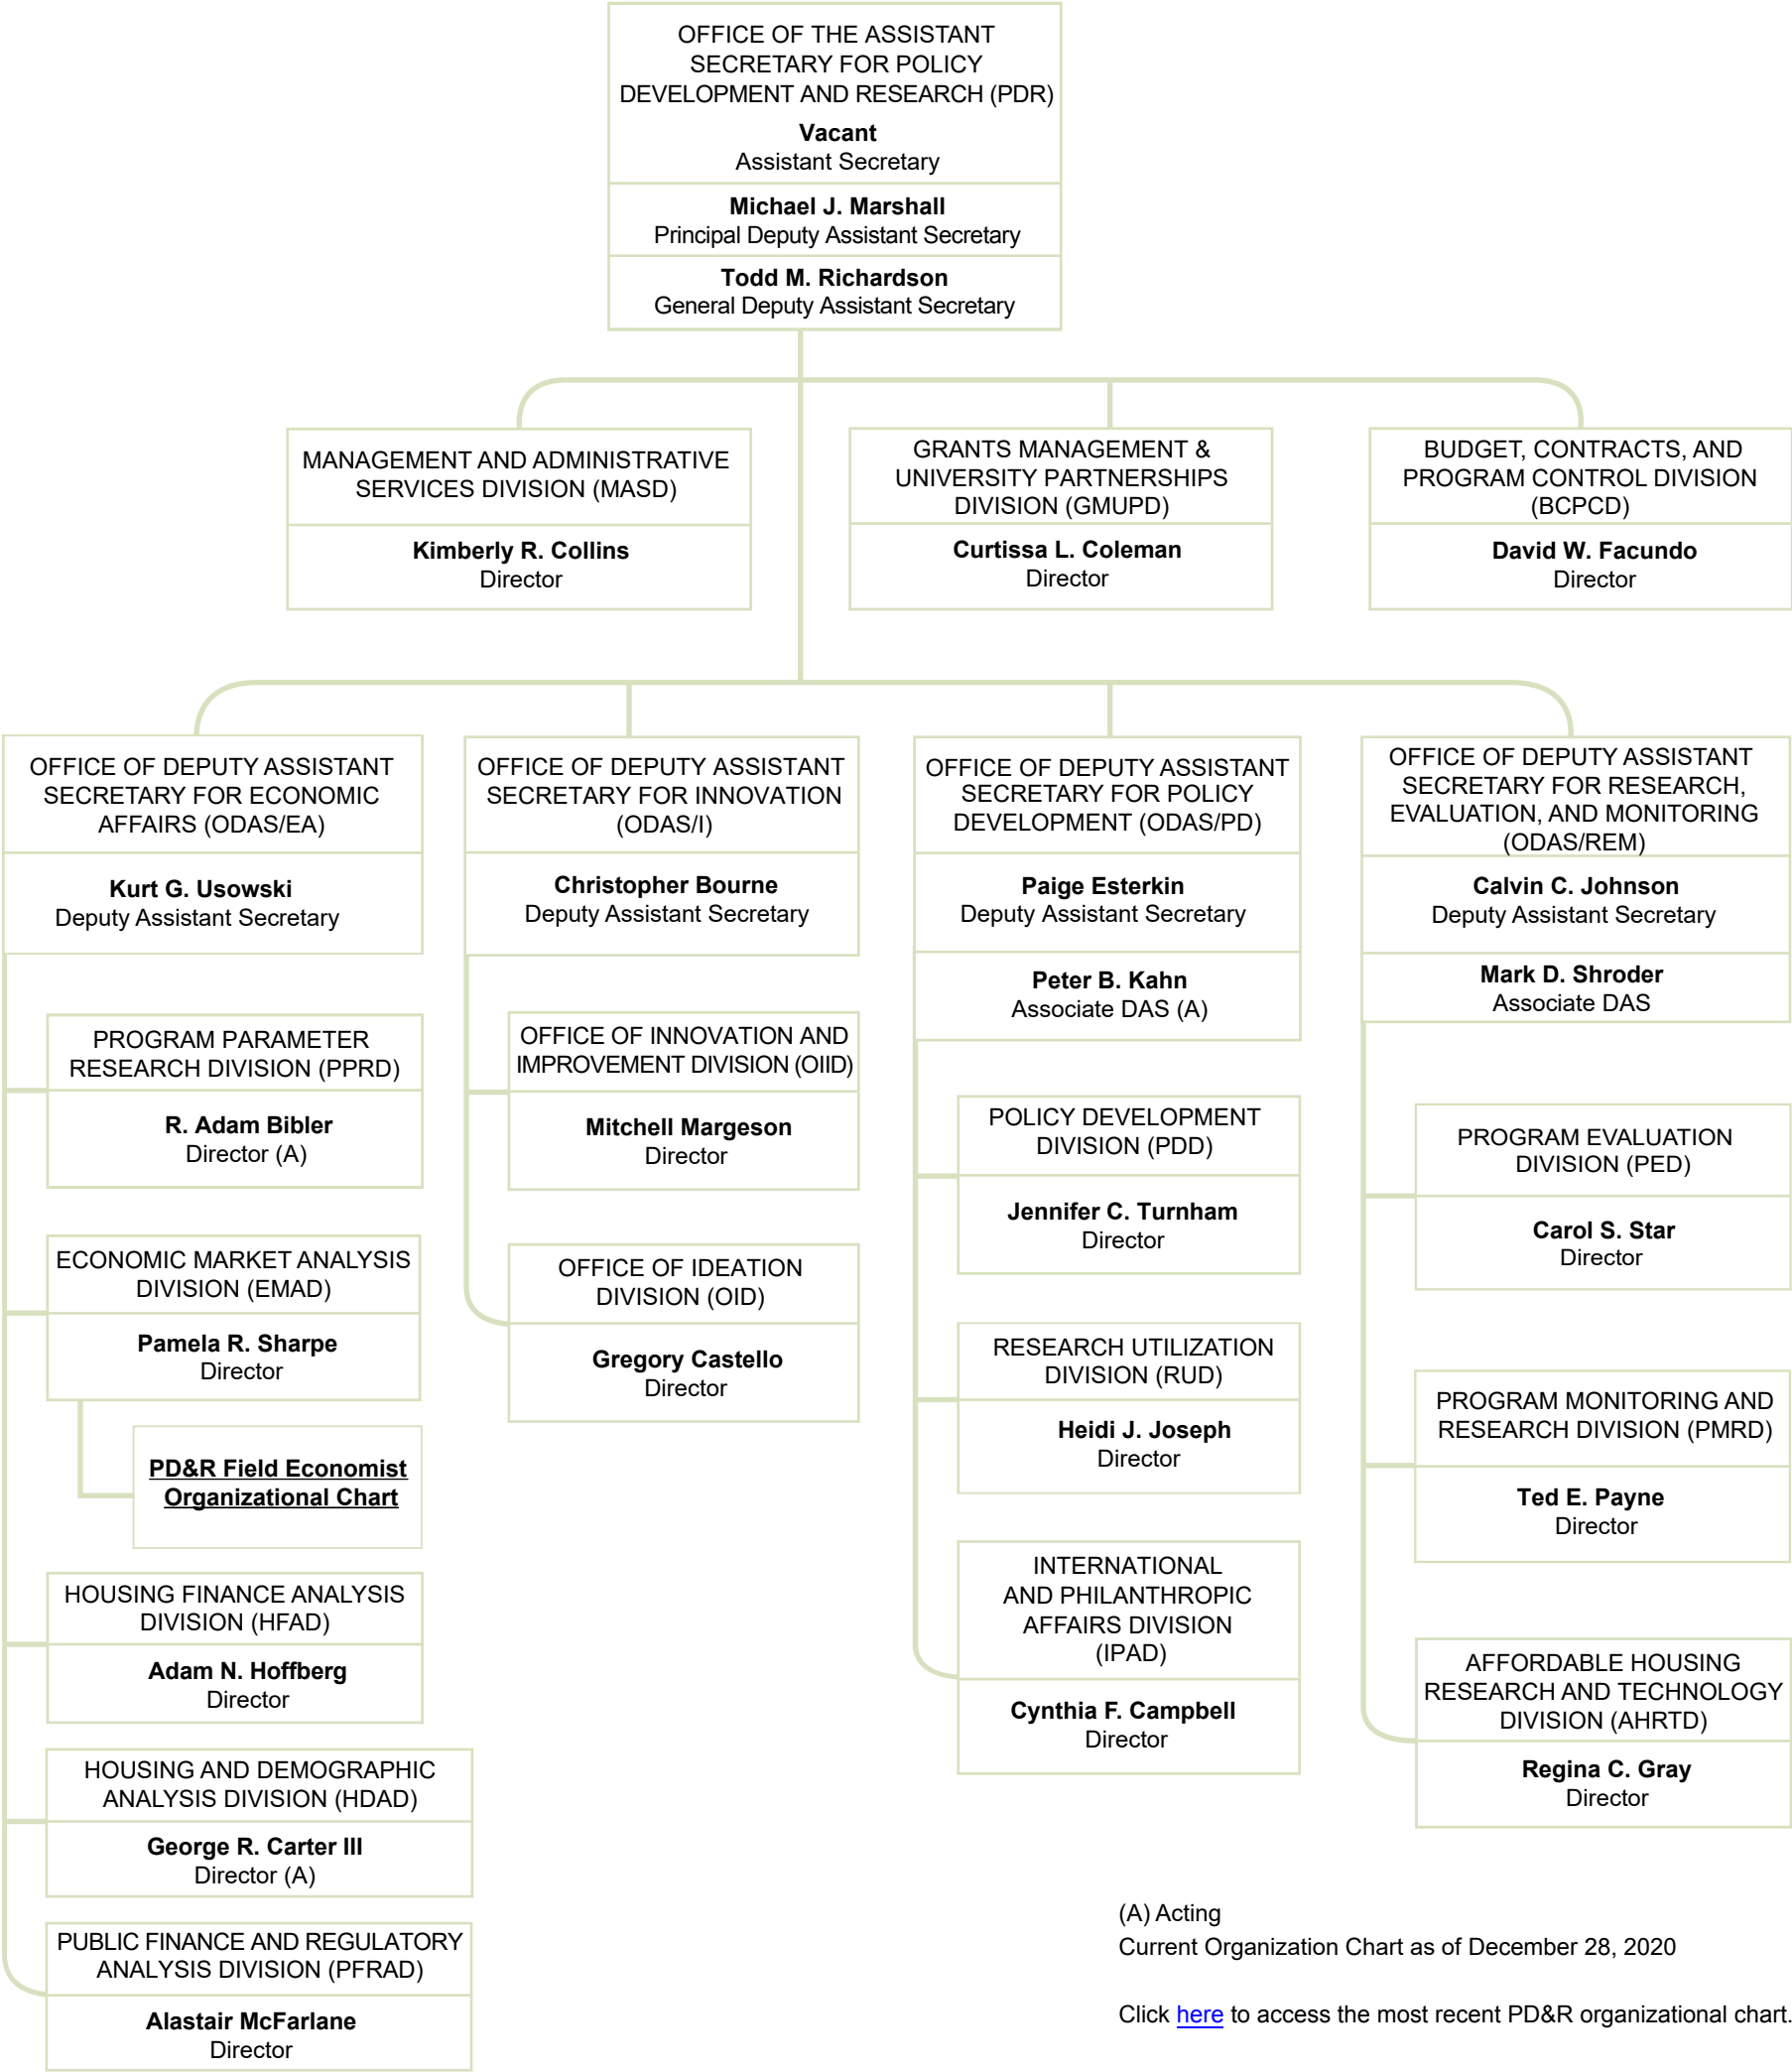 OFFICE OF THE ASSISTANT
SECRETARY FOR POLICY
DEVELOPMENT AND RESEARCH (PDR)
Vacant
Assistant Secretary
Michael J. Marshall
Principal Deputy Assistant Secretary
Todd M. Richardson
General Deputy Assistant Secretary
MANAGEMENT AND ADMINISTRATIVE
SERVICES DIVISION (MASD)
Kimberly R. Collins
Director
GRANTS MANAGEMENT &
UNIVERSITY PARTNERSHIPS
DIVISION (GMUPD)
Curtissa L. Coleman
Director
BUDGET, CONTRACTS, AND
PROGRAM CONTROL DIVISION
(BCPCD)
David W. Facundo
Director
OFFICE OF DEPUTY ASSISTANT
SECRETARY FOR ECONOMIC
AFFAIRS (ODAS/EA)
Kurt G. Usowski
Deputy Assistant Secretary
PROGRAM PARAMETER
RESEARCH DIVISION (PPRD)
R. Adam Bibler
Director (A)
ECONOMIC MARKET ANALYSIS
DIVISION (EMAD)
Pamela R. Sharpe
Director
PD&R Field Economist
Organizational Chart
HOUSING FINANCE ANALYSIS
DIVISION (HFAD)
Adam N. Hoffberg
Director
HOUSING AND DEMOGRAPHIC
ANALYSIS DIVISION (HDAD)
George R. Carter III
Director (A)
PUBLIC FINANCE AND REGULATORY
ANALYSIS DIVISION (PFRAD)
Alastair McFarlane
Director
OFFICE OF DEPUTY ASSISTANT
SECRETARY FOR INNOVATION
(ODAS/I)
Christopher Bourne
Deputy Assistant Secretary
OFFICE OF INNOVATION AND
IMPROVEMENT DIVISION (OIID)
Mitchell Margeson
Director
OFFICE OF IDEATION
DIVISION (OID)
Gregory Castello
Director
OFFICE OF DEPUTY ASSISTANT
SECRETARY FOR POLICY
DEVELOPMENT (ODAS/PD)
Paige Esterkin
Deputy Assistant Secretary
Peter B. Kahn
Associate DAS (A)
POLICY DEVELOPMENT
DIVISION (PDD)
Jennifer C. Turnham
Director
RESEARCH UTILIZATION
DIVISION (RUD)
Heidi J. Joseph
Director
INTERNATIONAL
AND PHILANTHROPIC
AFFAIRS DIVISION
(IPAD)
Cynthia F. Campbell
Director
OFFICE OF DEPUTY ASSISTANT
SECRETARY FOR RESEARCH,
EVALUATION, AND MONITORING
(ODAS/REM)
Calvin C. Johnson
Deputy Assistant Secretary
Mark D. Shroder
Associate DAS
PROGRAM EVALUATION
DIVISION (PED)
Carol S. Star
Director
PROGRAM MONITORING AND
RESEARCH DIVISION (PMRD)
Ted E. Payne
Director
AFFORDABLE HOUSING
RESEARCH AND TECHNOLOGY
DIVISION (AHRTD)
Regina C. Gray
Director
(A) Acting
Current Organization Chart as of December 28, 2020
Click here to access the most recent PD&R organizational chart.